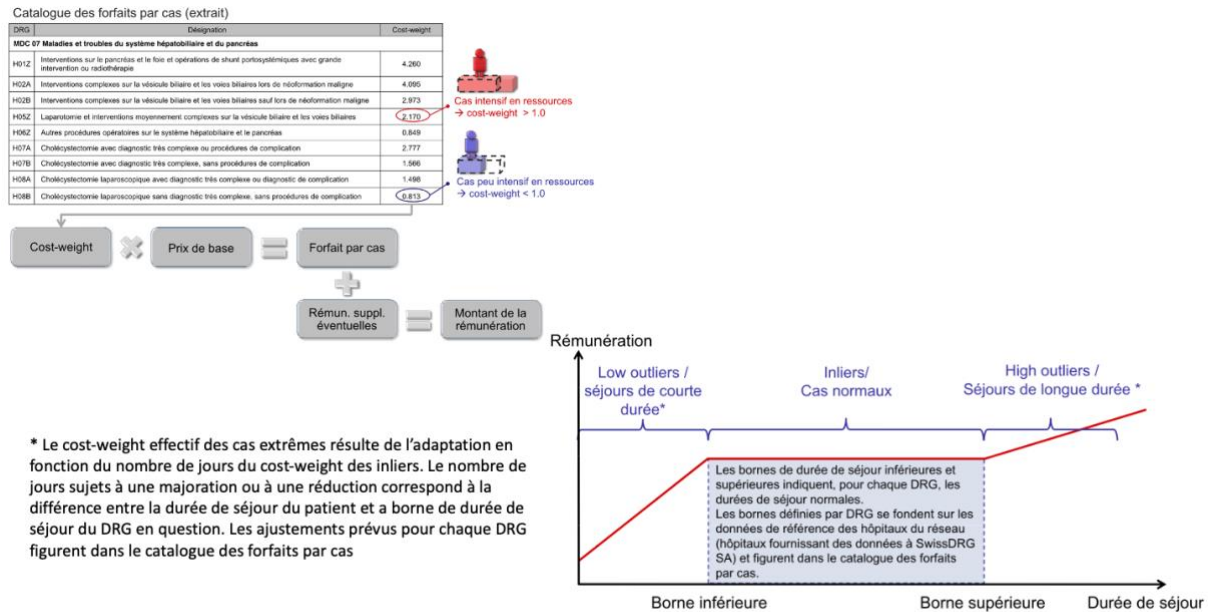 Catalogue des forfaits par cas (extrait)
DRG Désignation Cost-weight
MDC 07 Maladies et troubles du système hépatobiliaire et du pancréas
H01Z Interventions sur le pancréas et le foie et opérations de shunt portosystémiques avec grande
intervention ou radiothérapie 4.260
H02A Interventions complexes sur la vésicule biliaire et les voies biliaires lors de néoformation maligne 4.095
H02B Interventions complexes sur la vésicule biliaire et les voies biliaires sauf lors de néoformation maligne 2.973
H05Z Laparotomie et interventions moyennement complexes sur la vésicule biliaire et les voies biliaires 2.170
H06Z Autres procédures opératoires sur le système hépatobiliaire et le pancréas 0.849
H07A Cholécystectomie avec diagnostic très complexe ou procédures de complication 2.777
H07B Cholécystectomie avec diagnostic très complexe, sans procédures de complication 1.566
H08A Cholécystectomie laparoscopique avec diagnostic très complexe ou diagnostic de complication 1.498
H08B Cholécystectomie laparoscopique sans diagnostic très complexe, sans procédures de complication 0.813
Cas intensif en ressources
→ cost-weight > 1.0
Cas peu intensif en ressources
→ cost-weight < 1.0
Cost-weight
Prix de base
Forfait par cas
Rémun. suppl.
éventuelles
Montant de la
rémunération
Rémunération
Low outliers /
séjours de courte
durée*
Inliers/
Cas normaux
High outliers /
Séjours de longue durée *
Les bornes de durée de séjour inférieures et
supérieures indiquent, pour chaque DRG, les
durées de séjour normales.
Les bornes définies par DRG se fondent sur les
données de référence des hôpitaux du réseau
(hôpitaux fournissant des données à SwissDRG
SA) et figurent dans le catalogue des forfaits
par cas.
Borne inférieure
Borne supérieure
Durée de séjour
* Le cost-weight effectif des cas extrêmes résulte de l'adaptation en
fonction du nombre de jours du cost-weight des inliers. Le nombre de
jours sujets à une majoration ou à une réduction correspond à la
différence entre la durée de séjour du patient et a borne de durée de
séjour du DRG en question. Les ajustements prévus pour chaque DRG
figurent dans le catalogue des forfaits par cas